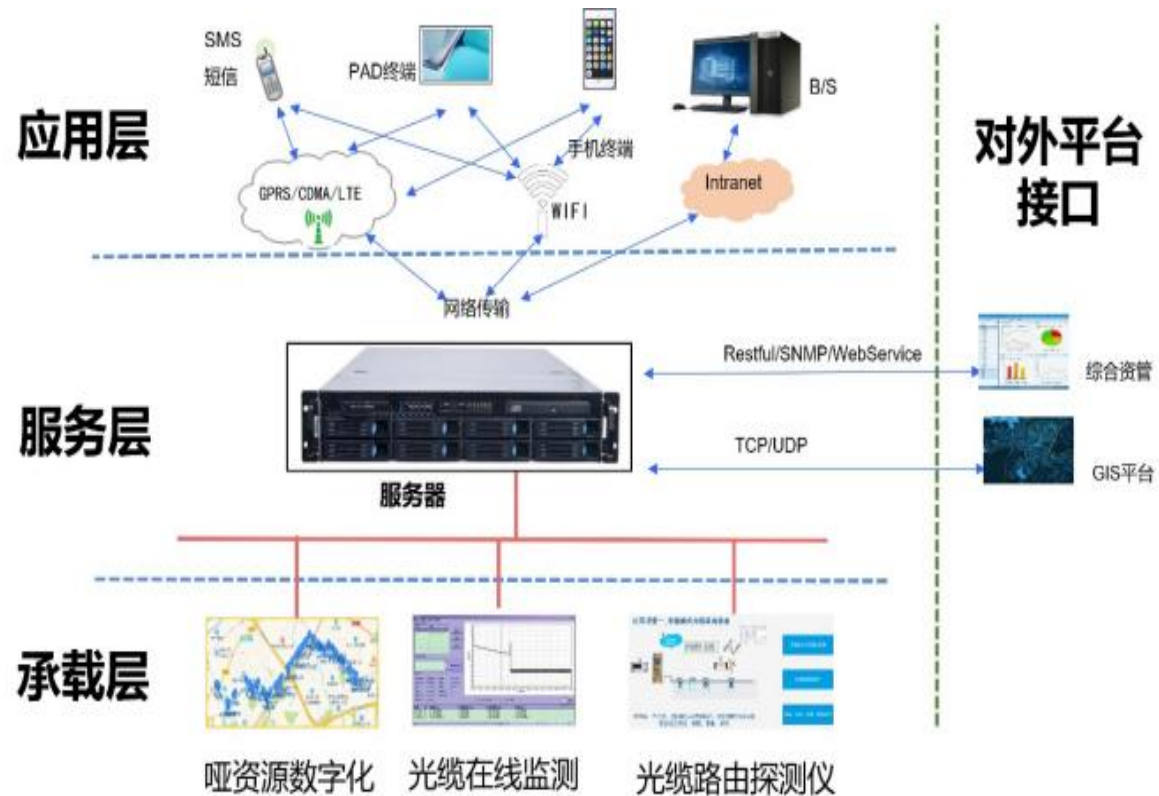 SMS
短信
PAD终端
B/S
应用层
手机终端
对外平台
接口
GPRS/CDMA/LTE
WIFI
Intranet
网络传输
Restful/SNMP/WebService
综合资管
服务层
TCP/UDP
GIS平台
服务器
承载层
哑资源数字化
光缆在线监测
光缆路由探测仪